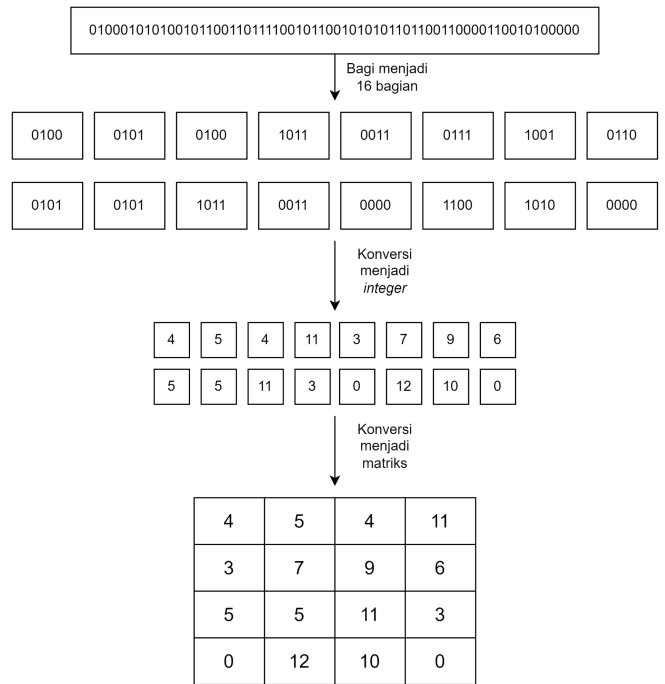 0100010101001011001101111001011001010101101100110000110010100000
Bagi menjadi
16 bagian
0100 0101 0100 1011 0011 0111 1001 0110
0101 0101 1011 0011 0000 1100 1010 0000
Konversi
menjadi
integer
4 5 4 11 3 7 9 6
5 5 11 3 0 12 10 0
Konversi
menjadi
matriks
4 5 4 11
3 7 9 6
5 5 11 3
0 12 10 0